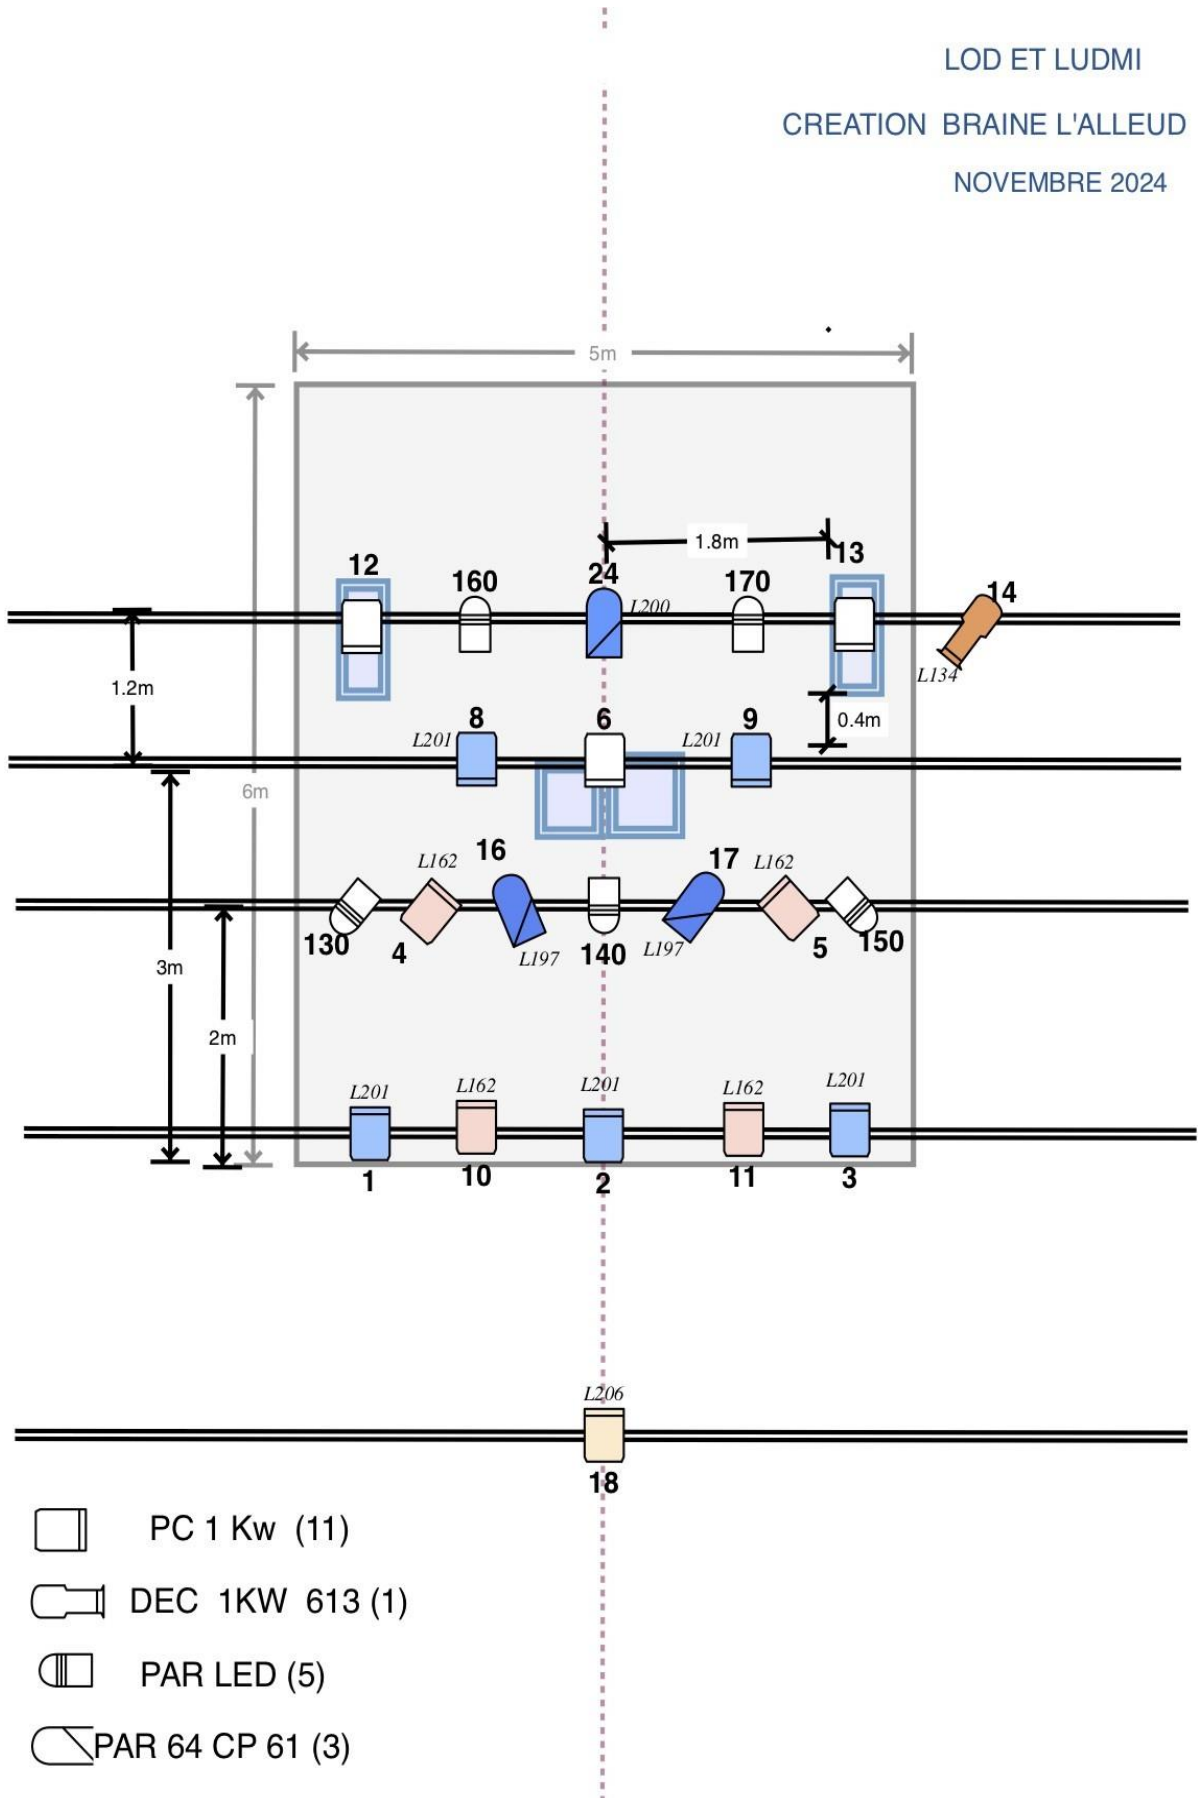 LOD ET LUDMI
CREATION BRAINE L'ALLEUD
NOVEMBRE 2024
5m
1.8m
13
12
160
24
170
14
L200
L134
1.2m
8
6
9
0.4m
L201
L201
6m
16
17
L162
L162
130
4
L197
140
L197
5
150
3m
2m
L201
L162
L201
L162
L201
1
10
2
11
3
L206
18
PC 1 Kw (11)
DEC 1KW 613 (1)
PAR LED (5)
PAR 64 CP 61 (3)